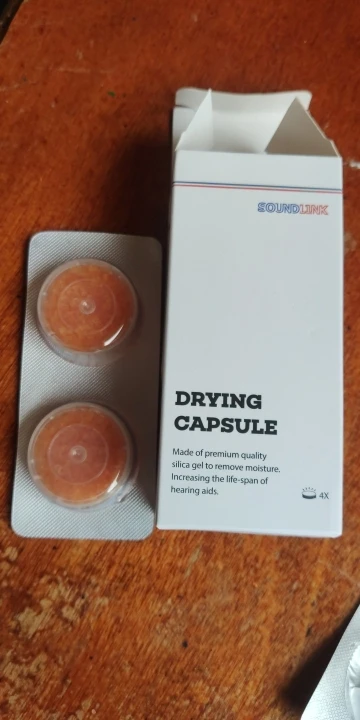 SOUNDLINK
DRYING
CAPSULE
Made of premium quality
silica gel to remove moisture.
Increasing the life-span of
hearing aids.
4X